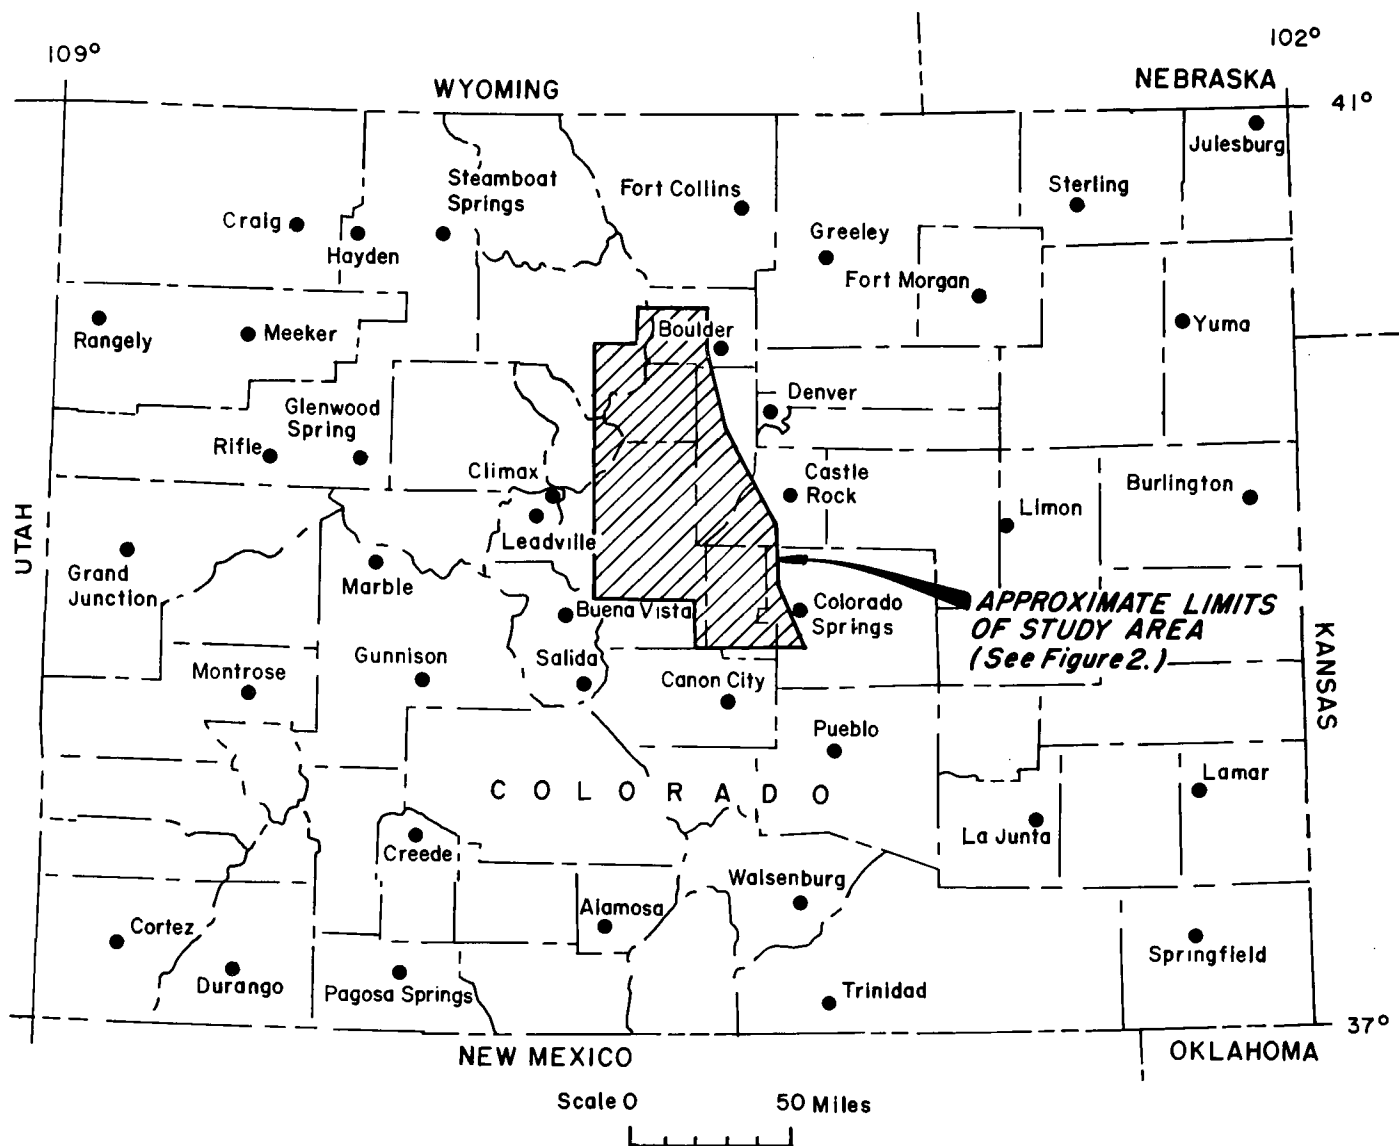 109°
102°
WYOMING
NEBRASKA
41°
Julesburg
Steamboat
Springs
Fort Collins
Sterling
Craig
Hayden
Greeley
Fort Morgan
Rangely
Meeker
Boulder
Yuma
Denver
Glenwood
Spring
Rifle
Climax
Castle
Rock
Burlington
Limon
Leadville
UTAH
Grand
Junction
Marble
Buena Vista
Colorado
Springs
APPROXIMATE LIMITS
OF STUDY AREA
(See Figure 2.)
KANSAS
Gunnison
Salida
Montrose
Canon City
Pueblo
COLORADO
Lamar
La Junta
Creede
Walsenburg
Alamosa
Cortez
Springfield
Durango
Pagosa Springs
Trinidad
37°
NEW MEXICO
OKLAHOMA
Scale 0 50 Miles